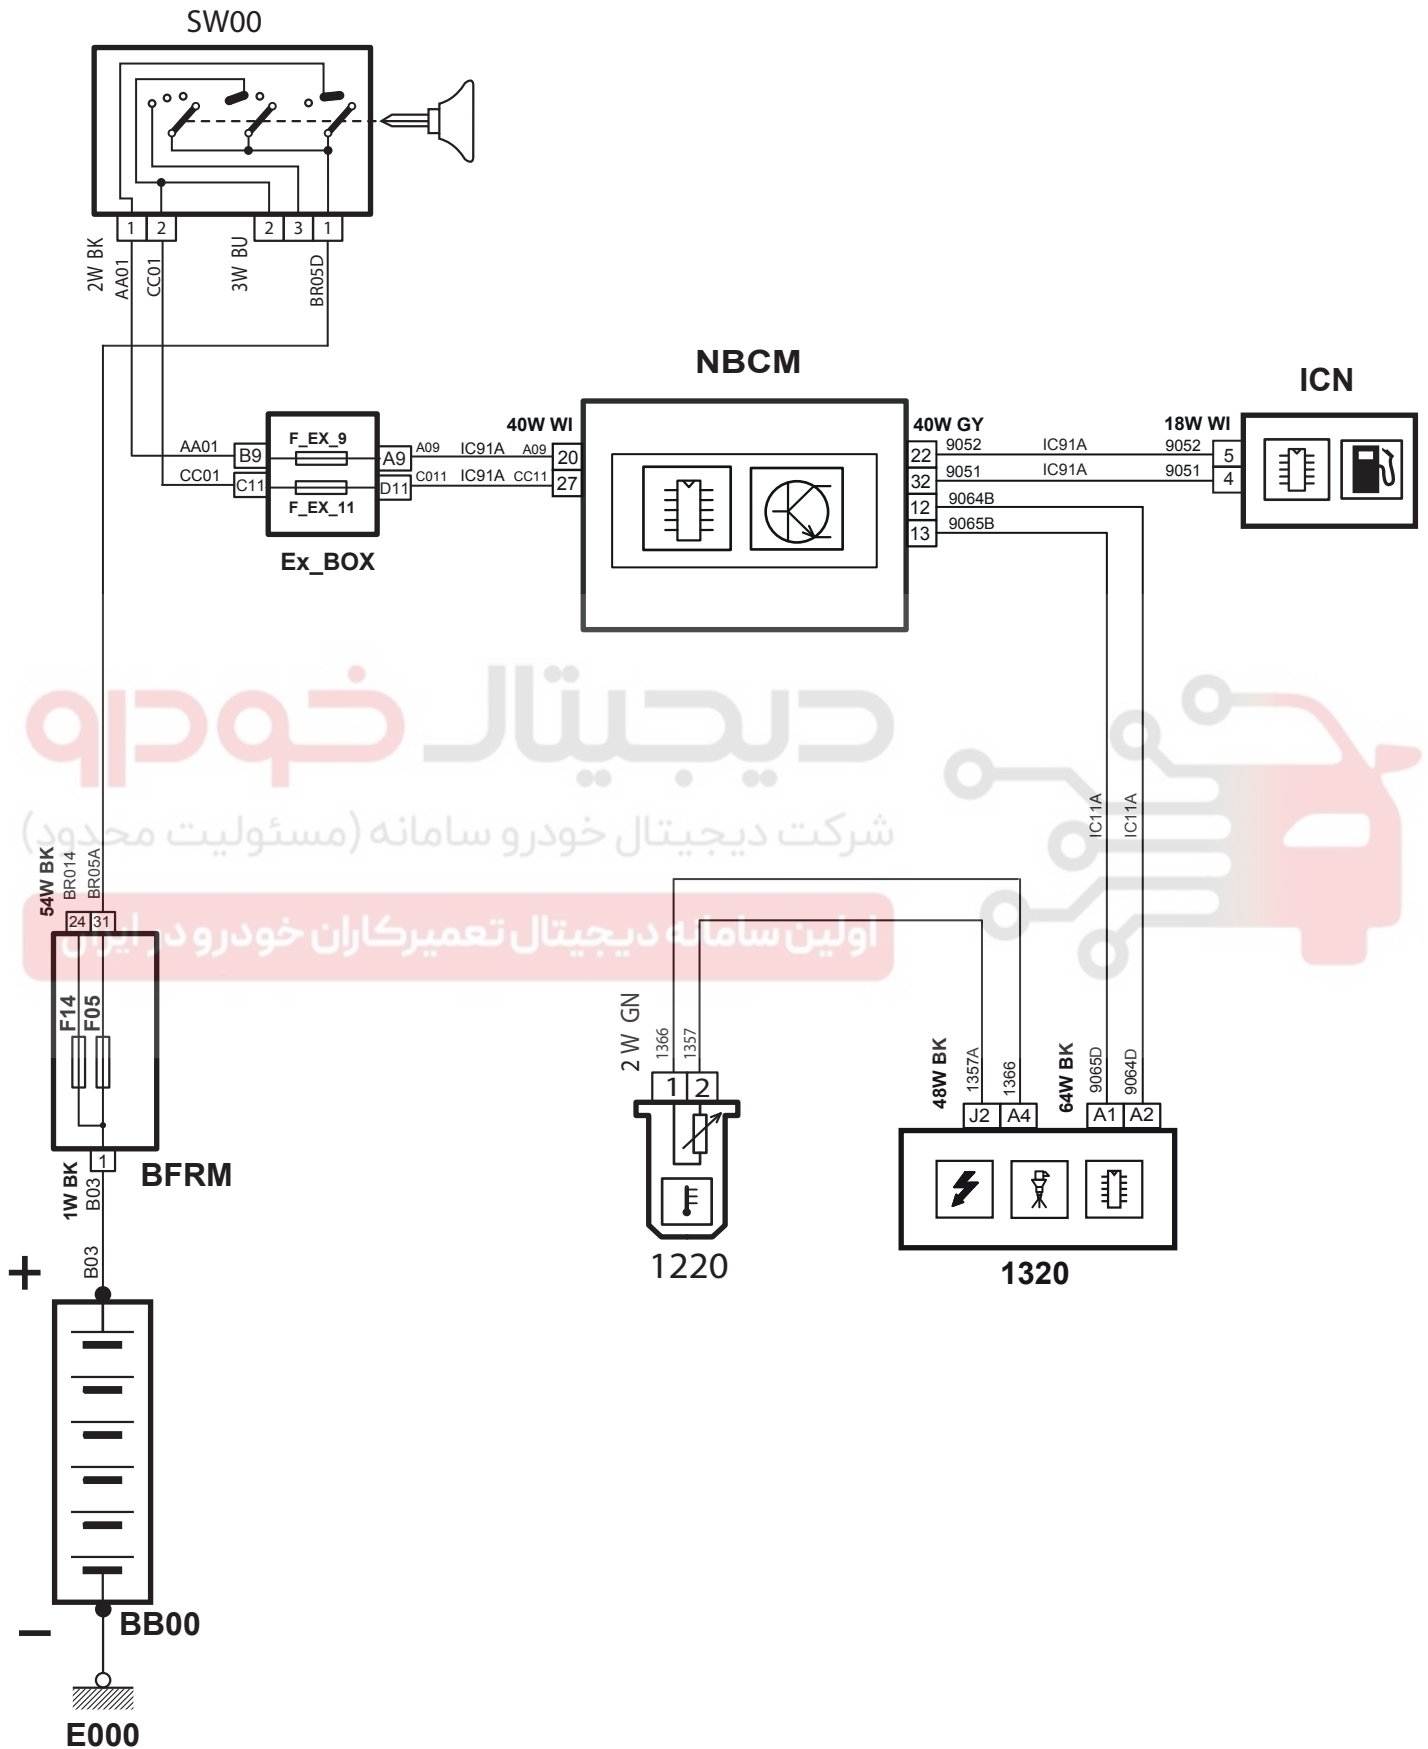 SW00
1 2 2 3 1
2W BK
AA01
CC01
3W BU
BR05D
NBCM
ICN
40W WI
40W GY
18W WI
F_EX_9
AA01 B9 A9 A09 IC91A A09 20
CC01 C11 D11 C011 IC91A CC11 27
F_EX_11
Ex_BOX
22 9052 IC91A 9052 5
32 9051 IC91A 9051 4
12 9064B
13 9065B
IC11A
IC11A
دیجیتال خودرو
شرکت دیجیتال خودرو سامانه (مسئولیت محدود)
اولین سامانه دیجیتال تعمیرکاران خودرو در ایران
54W BK
BR014
BR05A
24 31
F14
F05
1
BFRM
1W BK
B03
B03
+
BB00
−
E000
2 W GN
1366
1357
1 2
1220
48W BK
1357A
1366
64W BK
9065D
9064D
J2 A4 A1 A2
1320